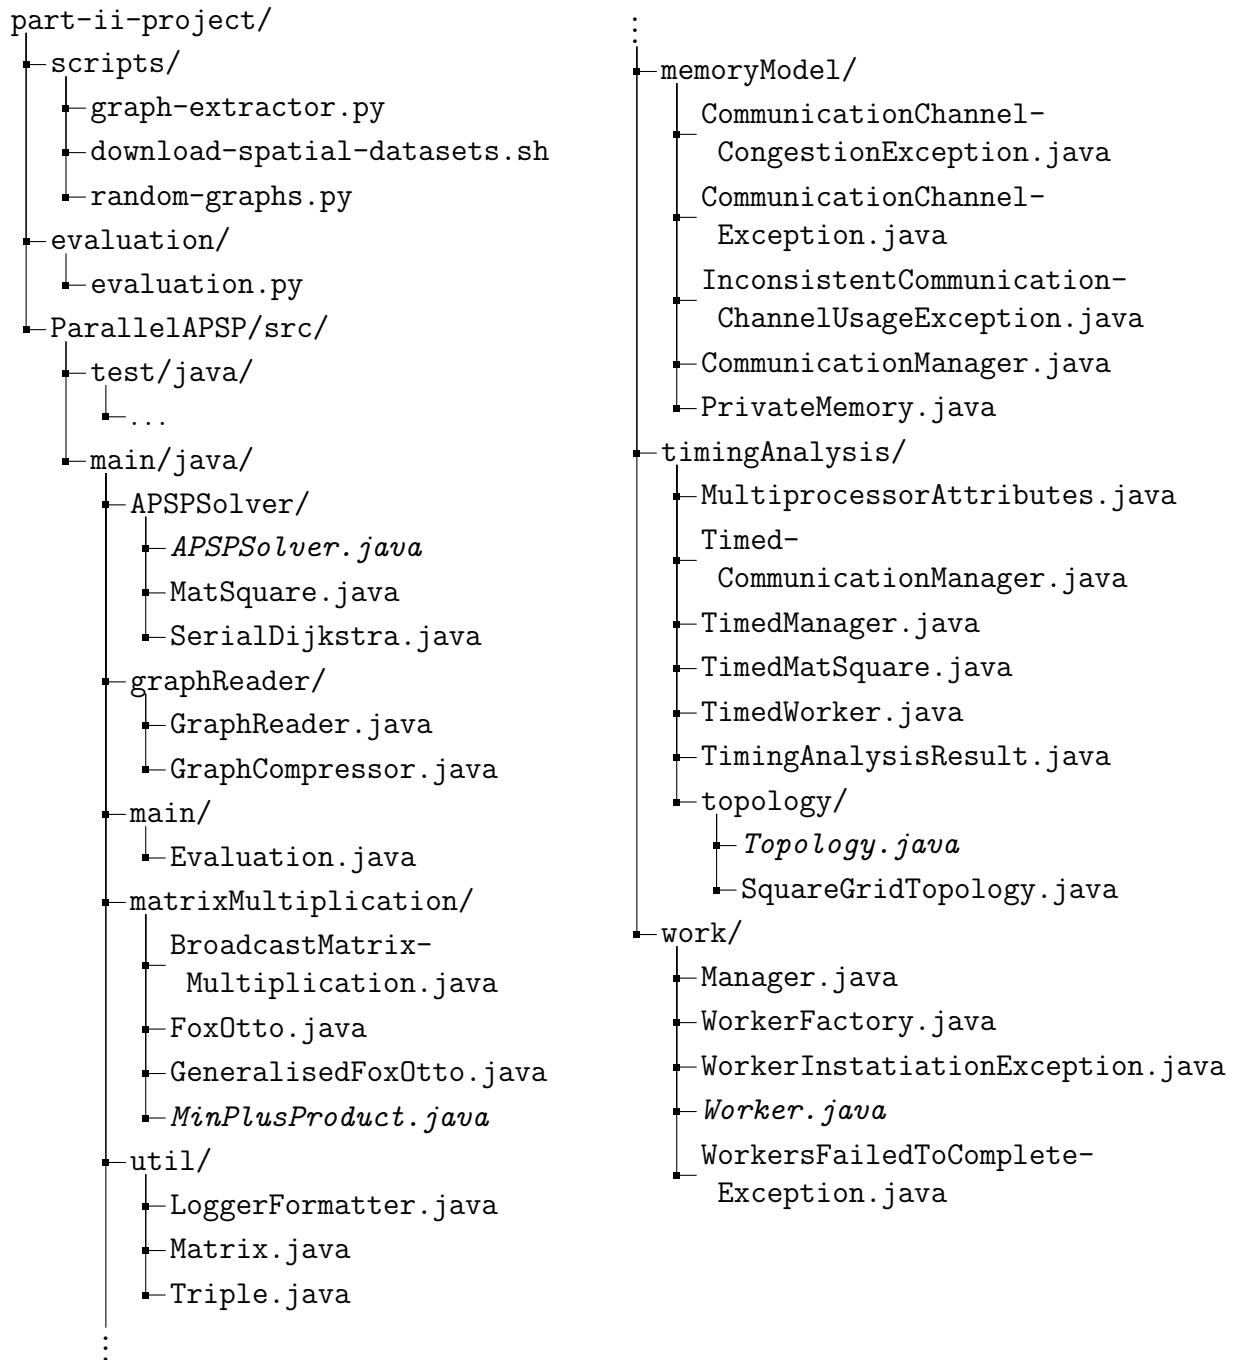 part-ii-project/
scripts/
graph-extractor.py
download-spatial-datasets.sh
random-graphs.py
evaluation/
evaluation.py
ParallelAPSP/src/
test/java/
...
main/java/
APSPSolver/
APSPSolver.java
MatSquare.java
SerialDijkstra.java
graphReader/
GraphReader.java
GraphCompressor.java
main/
Evaluation.java
matrixMultiplication/
BroadcastMatrix-
Multiplication.java
FoxOtto.java
GeneralisedFoxOtto.java
MinPlusProduct.java
util/
LoggerFormatter.java
Matrix.java
Triple.java
⋮
⋮
memoryModel/
CommunicationChannel-
CongestionException.java
CommunicationChannel-
Exception.java
InconsistentCommunication-
ChannelUsageException.java
CommunicationManager.java
PrivateMemory.java
timingAnalysis/
MultiprocessorAttributes.java
Timed-
CommunicationManager.java
TimedManager.java
TimedMatSquare.java
TimedWorker.java
TimingAnalysisResult.java
topology/
Topology.java
SquareGridTopology.java
work/
Manager.java
WorkerFactory.java
WorkerInstatiationException.java
Worker.java
WorkersFailedToComplete-
Exception.java